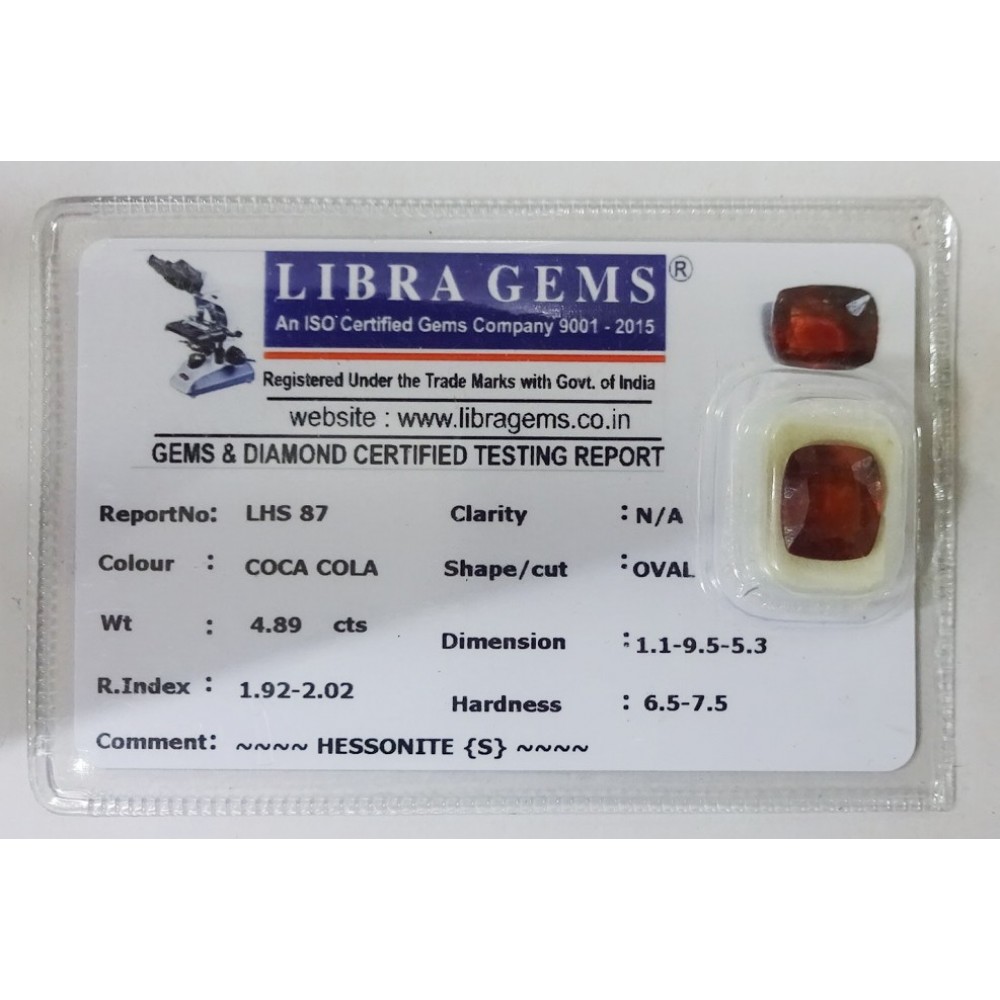 LIBRA GEMS ®
An ISO Certified Gems Company 9001 - 2015
Registered Under the Trade Marks with Govt. of India
website : www.libragems.co.in
GEMS & DIAMOND CERTIFIED TESTING REPORT
ReportNo: LHS 87 Clarity : N/A
Colour : COCA COLA Shape/cut : OVAL
Wt : 4.89 cts Dimension : 1.1-9.5-5.3
R.Index : 1.92-2.02 Hardness : 6.5-7.5
Comment: ~~~~ HESSONITE {S} ~~~~